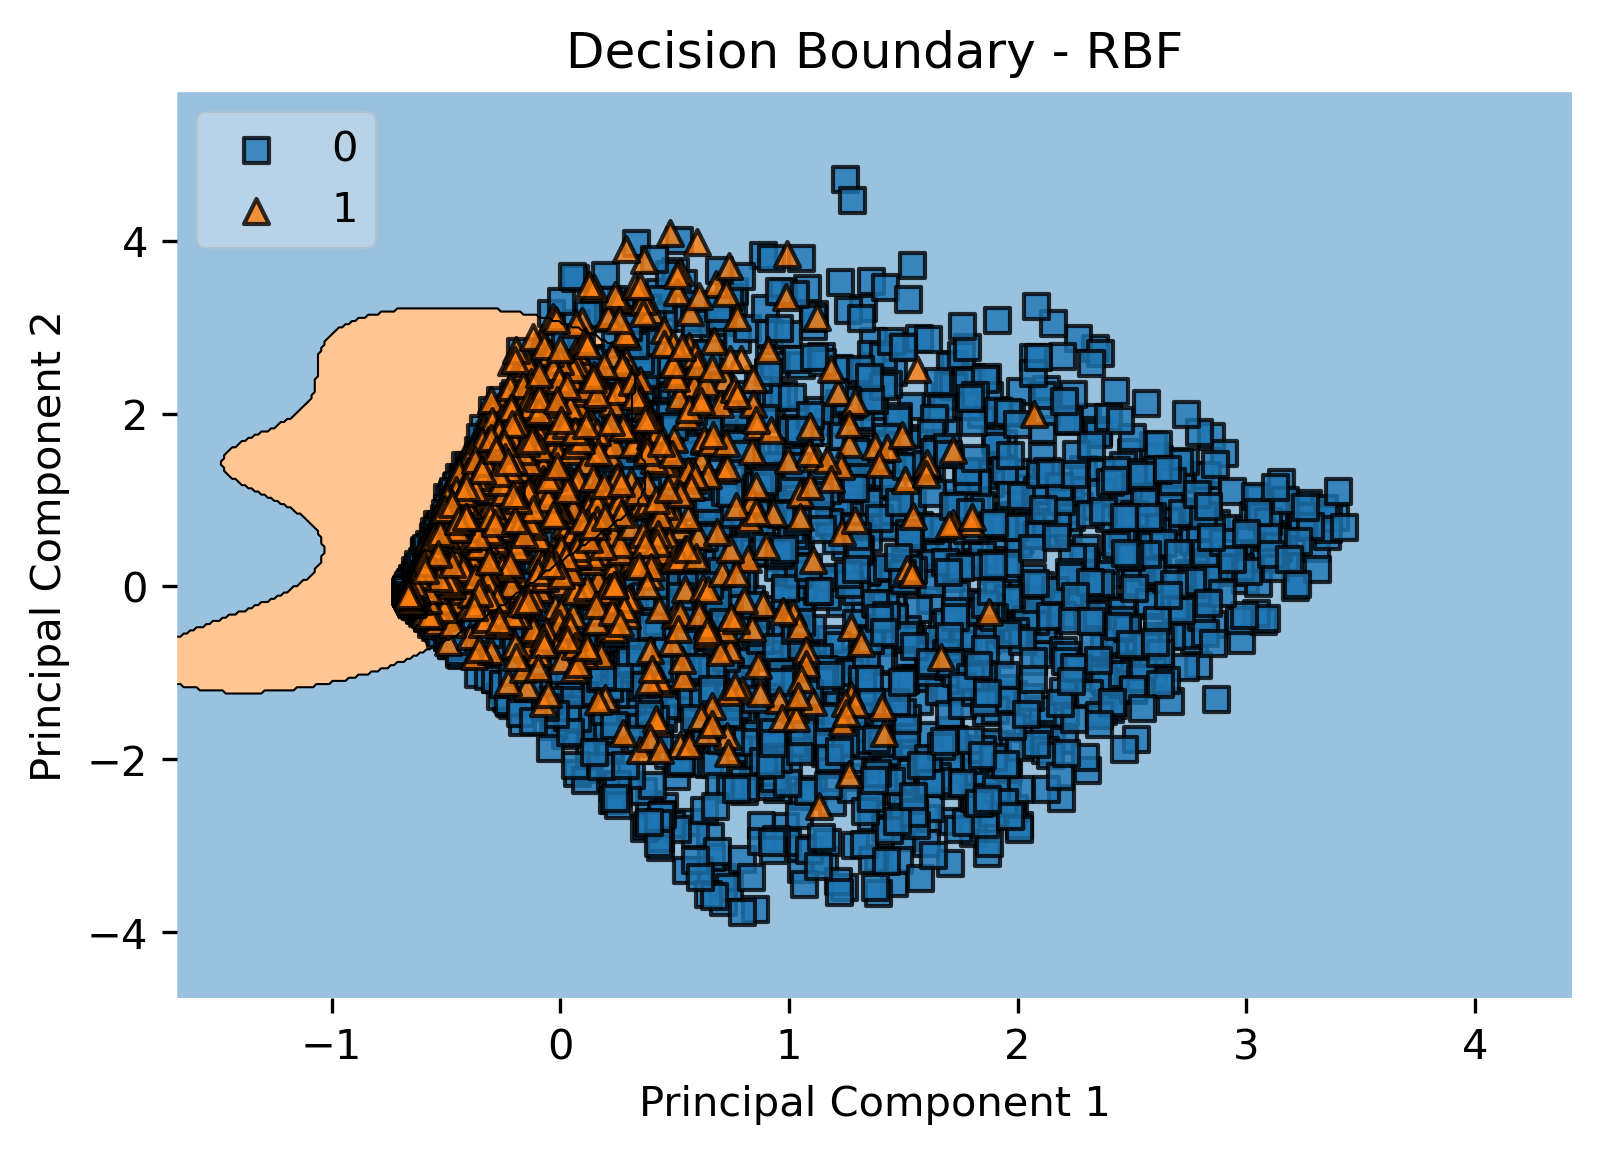 Decision Boundary - RBF
0
1
4
2
0
−2
−4
Principal Component 2
−1 0 1 2 3 4
Principal Component 1